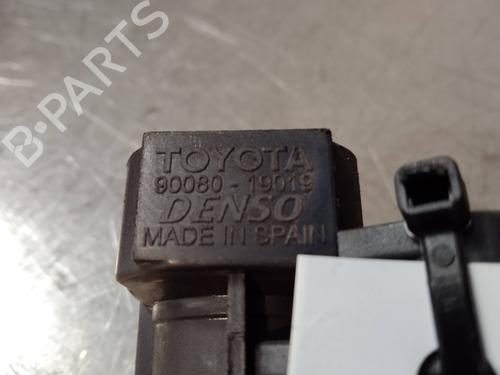 B-PARTS
TOYOTA
90080-19019
DENSO
MADE IN SPAIN